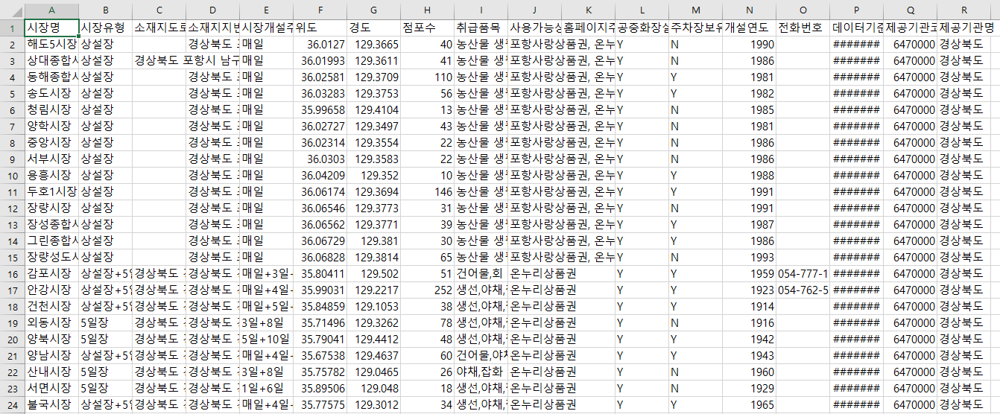 A B C D E F G H I J K L M N O P Q R
1 시장명 시장유형 소재지도로 소재지지번 시장개설주 위도 경도 점포수 취급품목 사용가능상 홈페이지주 공중화장실 주차장보유 개설연도 전화번호 데이터기준 제공기관코 제공기관명
2 해도5시장 상설장 경상북도 매일 36.0127 129.3665 40 농산물 생필 포항사랑상품권, 온누 Y N 1990 ####### 6470000 경상북도
3 상대종합시 상설장 경상북도 포항시 남구 매일 36.01993 129.3611 41 농산물 생필 포항사랑상품권, 온누 Y N 1986 ####### 6470000 경상북도
4 동해종합시 상설장 경상북도 매일 36.02581 129.3709 110 농산물 생필 포항사랑상품권, 온누 Y Y 1981 ####### 6470000 경상북도
5 송도시장 상설장 경상북도 매일 36.03283 129.3753 56 농산물 생필 포항사랑상품권, 온누 Y Y 1982 ####### 6470000 경상북도
6 청림시장 상설장 경상북도 매일 35.99658 129.4104 13 농산물 생필 포항사랑상품권, 온누 Y N 1985 ####### 6470000 경상북도
7 양학시장 상설장 경상북도 매일 36.02727 129.3497 43 농산물 생필 포항사랑상품권, 온누 Y N 1981 ####### 6470000 경상북도
8 중앙시장 상설장 경상북도 매일 36.02314 129.3554 22 농산물 생필 포항사랑상품권, 온누 Y N 1986 ####### 6470000 경상북도
9 서부시장 상설장 경상북도 매일 36.0303 129.3583 22 농산물 생필 포항사랑상품권, 온누 Y N 1986 ####### 6470000 경상북도
10 용흥시장 상설장 경상북도 매일 36.04209 129.352 10 농산물 생필 포항사랑상품권, 온누 Y Y 1988 ####### 6470000 경상북도
11 두호1시장 상설장 경상북도 매일 36.06174 129.3694 146 농산물 생필 포항사랑상품권, 온누 Y Y 1991 ####### 6470000 경상북도
12 장량시장 상설장 경상북도 매일 36.06546 129.3773 31 농산물 생필 포항사랑상품권, 온누 Y N 1991 ####### 6470000 경상북도
13 장성종합시 상설장 경상북도 매일 36.06562 129.3771 39 농산물 생필 포항사랑상품권, 온누 Y Y 1987 ####### 6470000 경상북도
14 그린종합시 상설장 경상북도 매일 36.06729 129.381 30 농산물 생필 포항사랑상품권, 온누 Y Y 1986 ####### 6470000 경상북도
15 장량성도시 상설장 경상북도 매일 36.06828 129.3814 65 농산물 생필 포항사랑상품권, 온누 Y N 1993 ####### 6470000 경상북도
16 감포시장 상설장+5일 경상북도 경상북도 매일+3일+ 35.80411 129.502 51 건어물,회 온누리상품권 Y Y 1959 054-777-1 ####### 6470000 경상북도
17 안강시장 상설장+5일 경상북도 경상북도 매일+4일+ 35.99031 129.2217 252 생선,야채, 온누리상품권 Y Y 1923 054-762-5 ####### 6470000 경상북도
18 건천시장 상설장+5일 경상북도 경상북도 매일+5일+ 35.84859 129.1053 38 생선,야채, 온누리상품권 Y Y 1914 ####### 6470000 경상북도
19 외동시장 5일장 경상북도 경상북도 3일+8일 35.71496 129.3262 78 생선,야채, 온누리상품권 Y N 1916 ####### 6470000 경상북도
20 양북시장 5일장 경상북도 경상북도 5일+10일 35.79041 129.4412 48 생선,야채, 온누리상품권 Y Y 1942 ####### 6470000 경상북도
21 양남시장 상설장+5일 경상북도 경상북도 매일+4일+ 35.67538 129.4637 60 건어물,야채 온누리상품권 Y Y 1943 ####### 6470000 경상북도
22 산내시장 5일장 경상북도 경상북도 3일+8일 35.75782 129.0465 26 야채,잡화 온누리상품권 Y N 1960 ####### 6470000 경상북도
23 서면시장 5일장 경상북도 경상북도 1일+6일 35.89506 129.048 18 생선,야채, 온누리상품권 Y N 1929 ####### 6470000 경상북도
24 불국시장 상설장+5일 경상북도 경상북도 매일+4일+ 35.77575 129.3012 34 생선,야채, 온누리상품권 Y Y 1965 ####### 6470000 경상북도